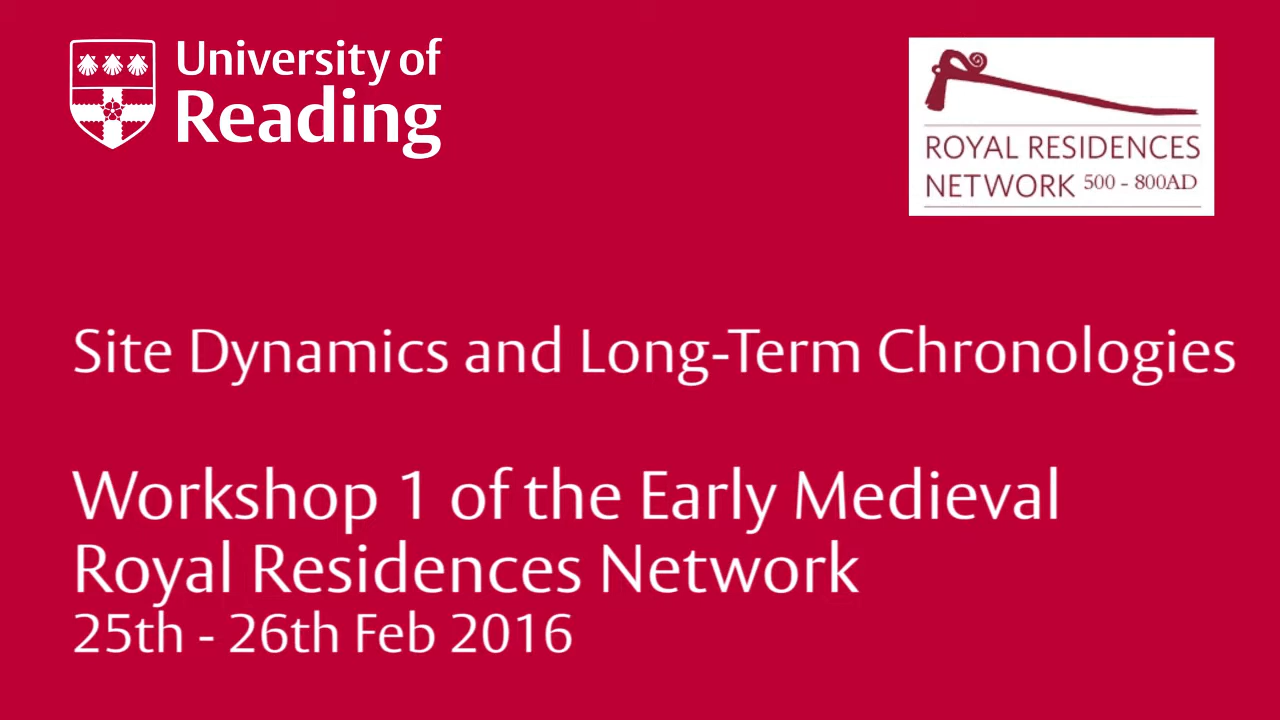 University of
Reading
ROYAL RESIDENCES
NETWORK 500 - 800AD
Site Dynamics and Long-Term Chronologies
Workshop 1 of the Early Medieval
Royal Residences Network
25th - 26th Feb 2016